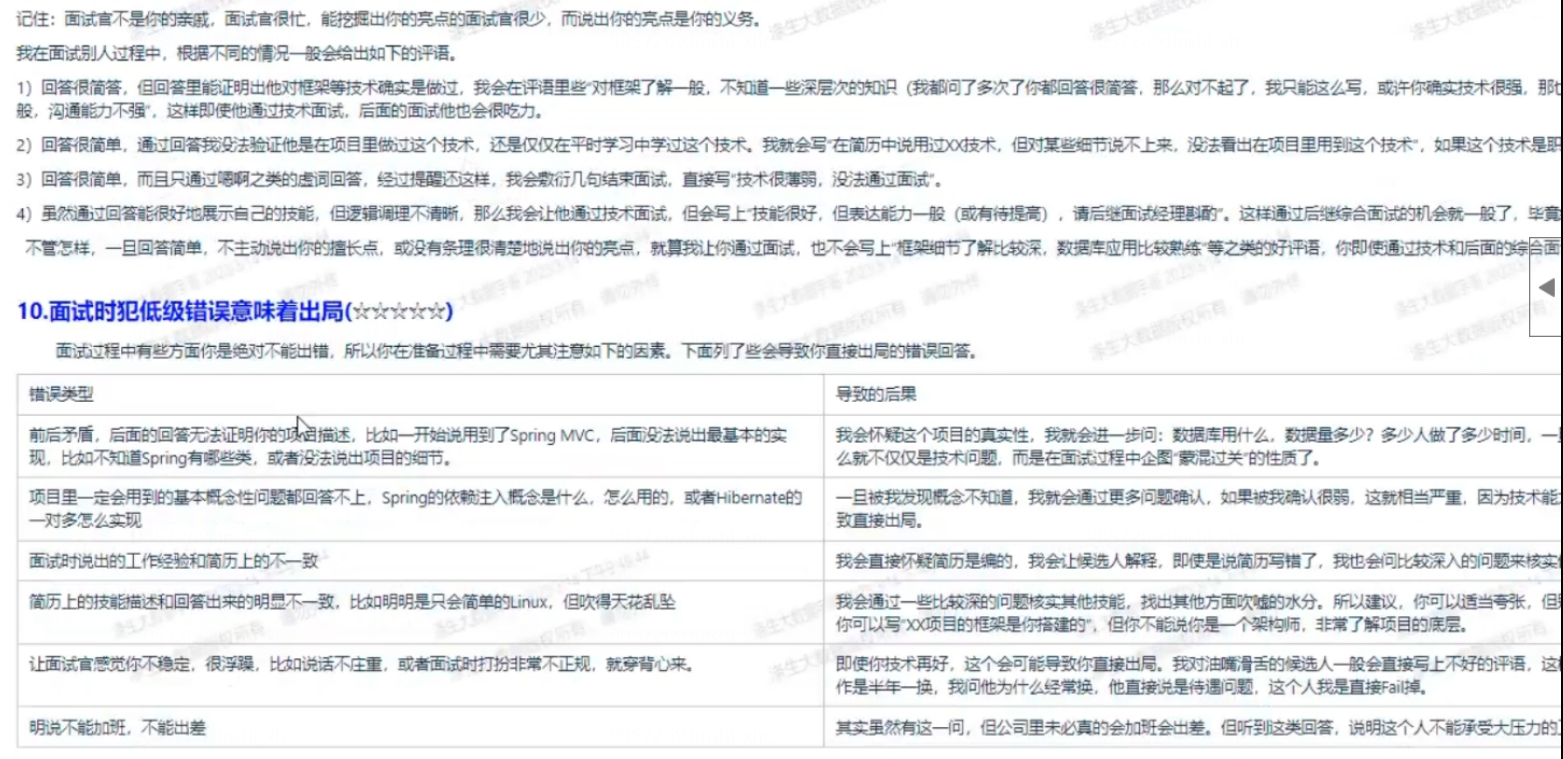 记住：面试官不是你的亲戚，面试官很忙，能挖掘出你的亮点的面试官很少，而说出你的亮点是你的义务。
我在面试别人过程中，根据不同的情况一般会给出如下的评语。
1）回答很简答，但回答里能证明出他对框架等技术确实是做过，我会在评语里些“对框架了解一般，不知道一些深层次的知识（我都问了多次了你都回答很简答，那么对不起了，我只能这么写，或许你确实技术很强，那
般，沟通能力不强”，这样即使他通过技术面试，后面的面试他也会很吃力。
2）回答很简单，通过回答我没法验证他是在项目里做过这个技术，还是仅仅在平时学习中学过这个技术。我就会写“在简历中说用过XX技术，但对某些细节说不上来，没法看出在项目里用到这个技术”，如果这个技术是职
3）回答很简单，而且只通过嗯啊之类的虚词回答，经过提醒还这样，我会敷衍几句结束面试，直接写“技术很薄弱，没法通过面试”。
4）虽然通过回答能很好地展示自己的技能，但逻辑调理不清晰，那么我会让他通过技术面试，但会写上“技能很好，但表达能力一般（或有待提高），请后继面试经理斟酌”。这样通过后继综合面试的机会就一般了，毕竟
不管怎样，一旦回答简单，不主动说出你的擅长点，或没有条理很清楚地说出你的亮点，就算我让你通过面试，也不会写上“框架细节了解比较深，数据库应用比较熟练”等之类的好评语，你即使通过技术和后面的综合面
10.面试时犯低级错误意味着出局(☆☆☆☆☆)
面试过程中有些方面你是绝对不能出错，所以你在准备过程中需要尤其注意如下的因素。下面列了些会导致你直接出局的错误回答。
错误类型
导致的后果
前后矛盾，后面的回答无法证明你的项目描述，比如一开始说用到了Spring MVC，后面没法说出最基本的实
现，比如不知道Spring有哪些类，或者没法说出项目的细节。
我会怀疑这个项目的真实性，我就会进一步问：数据库用什么，数据量多少？多少人做了多少时间，一
么就不仅仅是技术问题，而是在面试过程中企图“蒙混过关”的性质了。
项目里一定会用到的基本概念性问题都回答不上，Spring的依赖注入概念是什么，怎么用的，或者Hibernate的
一对多怎么实现
一旦被我发现概念不知道，我就会通过更多问题确认，如果被我确认很弱，这就相当严重，因为技术能
致直接出局。
面试时说出的工作经验和简历上的不一致
我会直接怀疑简历是编的，我会让候选人解释，即使是说简历写错了，我也会问比较深入的问题来核实
简历上的技能描述和回答出来的明显不一致，比如明明是只会简单的Linux，但吹得天花乱坠
我会通过一些比较深的问题核实其他技能，找出其他方面吹嘘的水分。所以建议，你可以适当夸张，但
你可以写“XX项目的框架是你搭建的”，但你不能说你是一个架构师，非常了解项目的底层。
让面试官感觉你不稳定，很浮躁，比如说话不庄重，或者面试时打扮非常不正规，就穿背心来。
即使你技术再好，这个会可能导致你直接出局。我对油嘴滑舌的候选人一般会直接写上不好的评语，这
作是半年一换，我问他为什么经常换，他直接说是待遇问题，这个人我是直接Fail掉。
明说不能加班，不能出差
其实虽然有这一问，但公司里未必真的会加班会出差。但听到这类回答，说明这个人不能承受大压力的